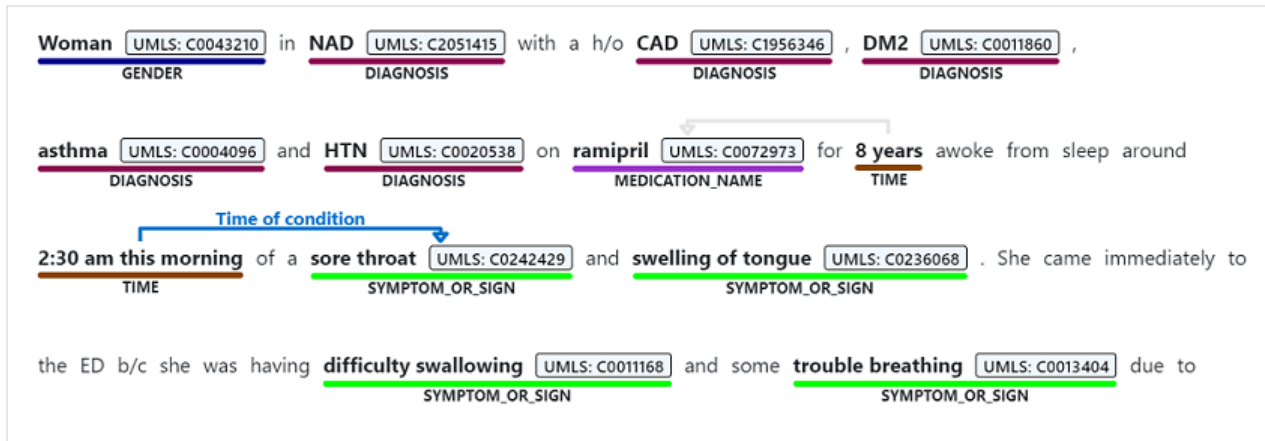 Woman UMLS: C0043210 in NAD UMLS: C2051415 with a h/o CAD UMLS: C1956346 , DM2 UMLS: C0011860 ,
GENDER DIAGNOSIS DIAGNOSIS DIAGNOSIS
asthma UMLS: C0004096 and HTN UMLS: C0020538 on ramipril UMLS: C0072973 for 8 years awoke from sleep around
DIAGNOSIS DIAGNOSIS MEDICATION_NAME TIME
Time of condition
2:30 am this morning of a sore throat UMLS: C0242429 and swelling of tongue UMLS: C0236068 . She came immediately to
TIME SYMPTOM_OR_SIGN SYMPTOM_OR_SIGN
the ED b/c she was having difficulty swallowing UMLS: C0011168 and some trouble breathing UMLS: C0013404 due to
SYMPTOM_OR_SIGN SYMPTOM_OR_SIGN